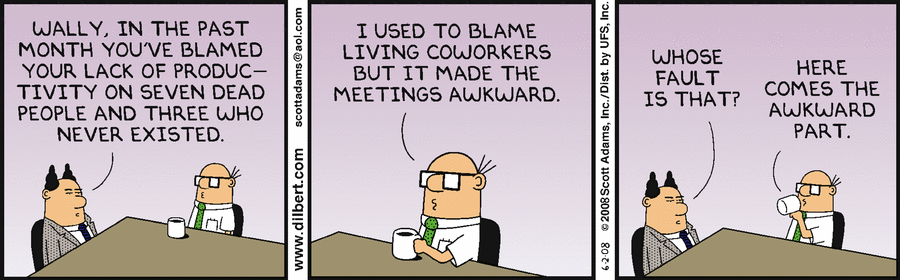 WALLY, IN THE PAST
MONTH YOU'VE BLAMED
YOUR LACK OF PRODUC-
TIVITY ON SEVEN DEAD
PEOPLE AND THREE WHO
NEVER EXISTED.
www.dilbert.com scottadams@aol.com
I USED TO BLAME
LIVING COWORKERS
BUT IT MADE THE
MEETINGS AWKWARD.
6-2-08 © 2008 Scott Adams, Inc./Dist. by UFS, Inc.
WHOSE
FAULT
IS THAT?
HERE
COMES THE
AWKWARD
PART.